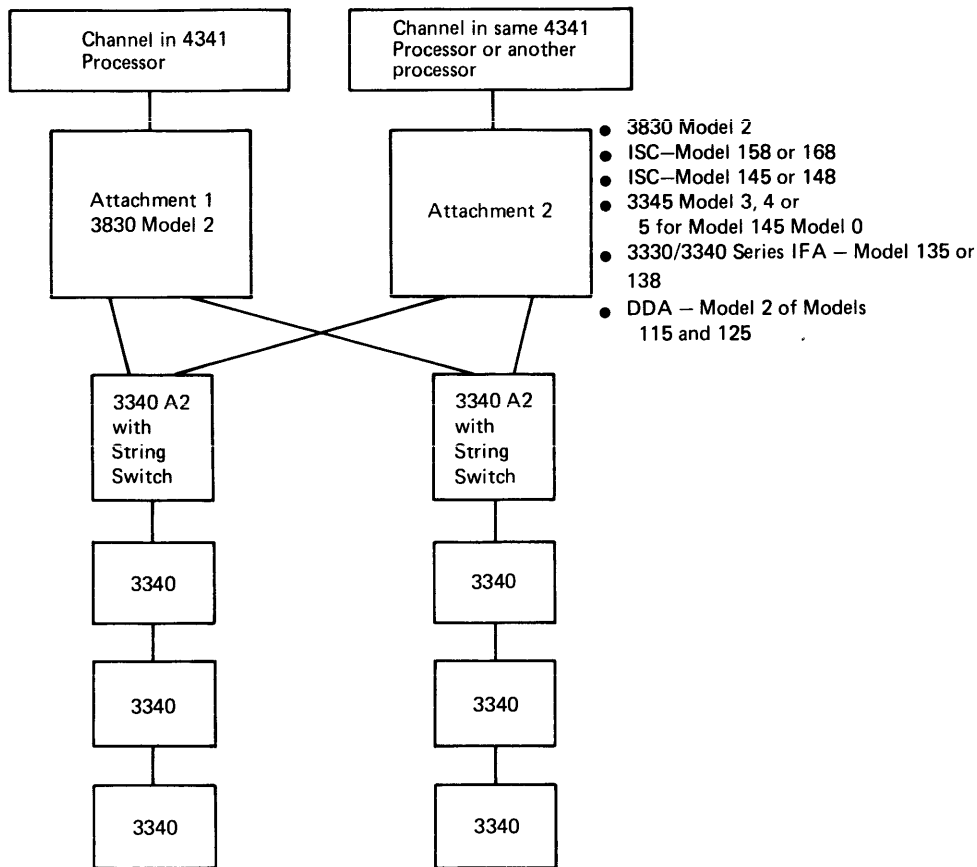 Channel in 4341
Processor
Channel in same 4341
Processor or another
processor
Attachment 1
3830 Model 2
Attachment 2
● 3830 Model 2
● ISC–Model 158 or 168
● ISC–Model 145 or 148
● 3345 Model 3, 4 or
5 for Model 145 Model 0
● 3330/3340 Series IFA – Model 135 or
138
● DDA – Model 2 of Models
115 and 125
3340 A2
with
String
Switch
3340 A2
with
String
Switch
3340
3340
3340
3340
3340
3340